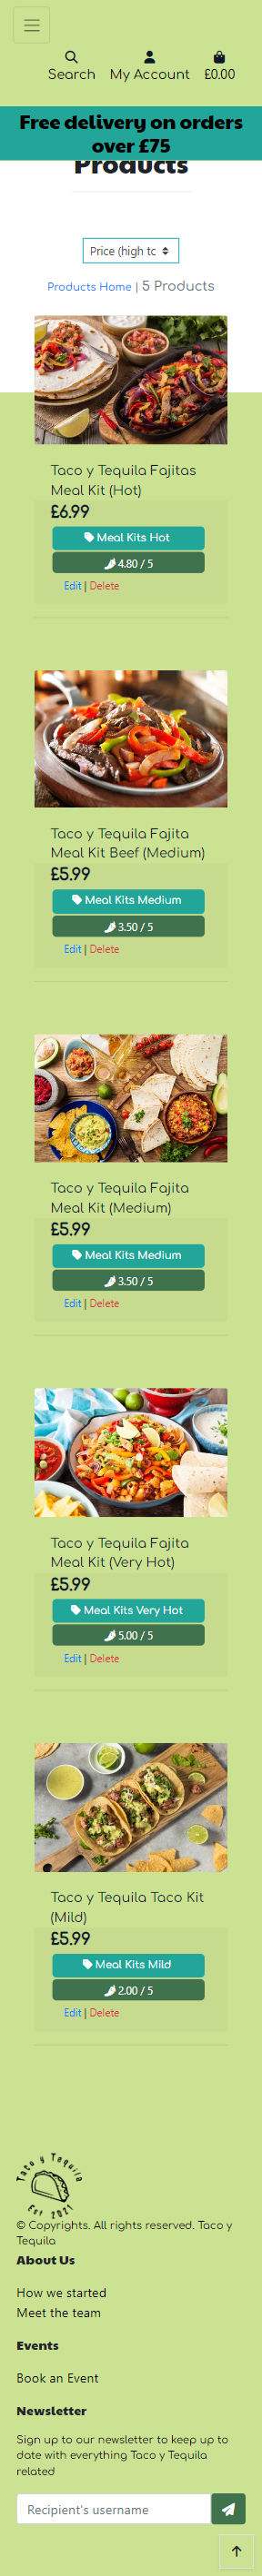 Search My Account £0.00
Free delivery on orders
over £75
Products
Price (high to
Products Home | 5 Products
Taco y Tequila Fajitas
Meal Kit (Hot)
£6.99
Meal Kits Hot
4.80 / 5
Edit | Delete
Taco y Tequila Fajita
Meal Kit Beef (Medium)
£5.99
Meal Kits Medium
3.50 / 5
Edit | Delete
Taco y Tequila Fajita
Meal Kit (Medium)
£5.99
Meal Kits Medium
3.50 / 5
Edit | Delete
Taco y Tequila Fajita
Meal Kit (Very Hot)
£5.99
Meal Kits Very Hot
5.00 / 5
Edit | Delete
Taco y Tequila Taco Kit
(Mild)
£5.99
Meal Kits Mild
2.00 / 5
Edit | Delete
Taco y Tequila
Est 2021
© Copyrights. All rights reserved. Taco y
Tequila
About Us
How we started
Meet the team
Events
Book an Event
Newsletter
Sign up to our newsletter to keep up to
date with everything Taco y Tequila
related
Recipient's username